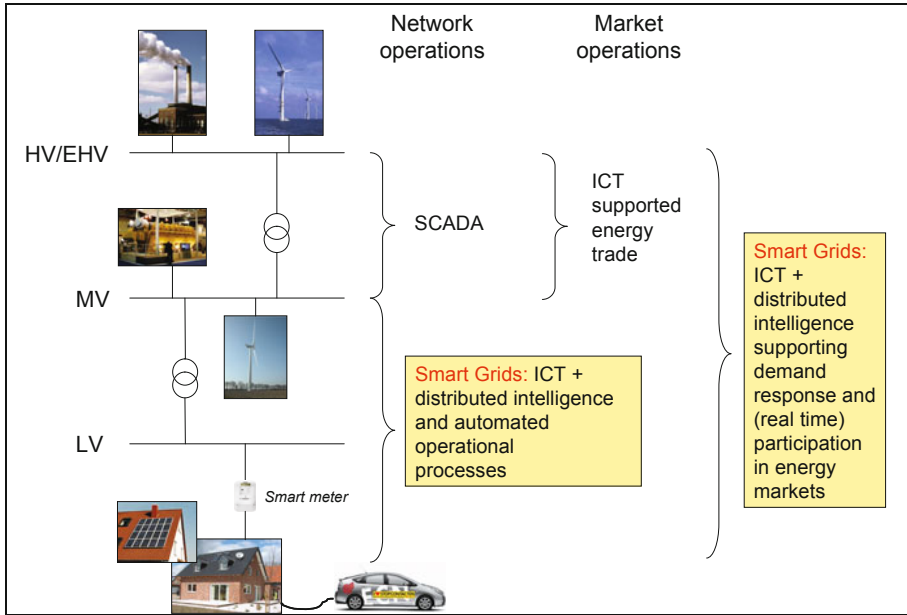 Network
operations
Market
operations
HV/EHV
SCADA
ICT
supported
energy
trade
MV
Smart Grids: ICT +
distributed intelligence
and automated
operational
processes
Smart Grids:
ICT +
distributed
intelligence
supporting
demand
response and
(real time)
participation
in energy
markets
LV
Smart meter